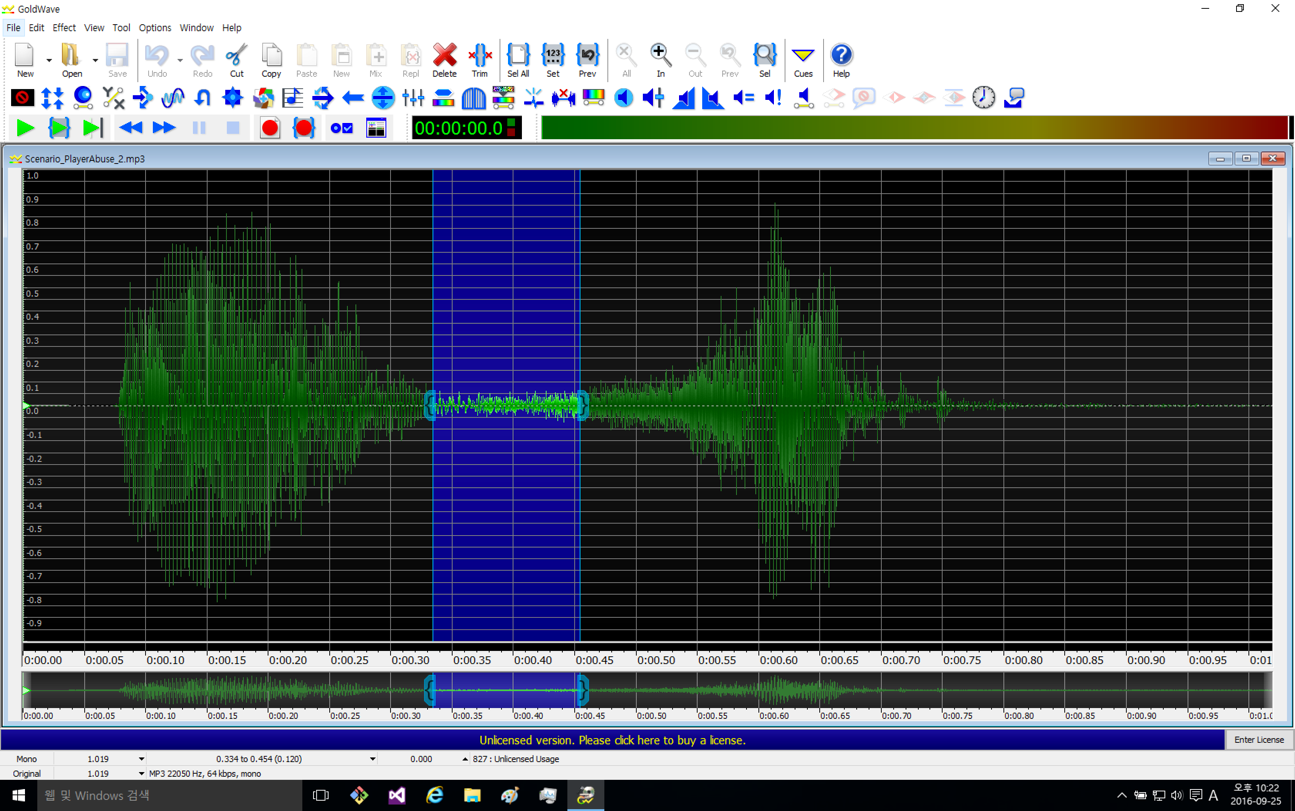 GoldWave
File Edit Effect View Tool Options Window Help
New Open Save Undo Redo Cut Copy Paste New Mix Repl Delete Trim Sel All Set Prev All In Out Prev Sel Cues Help
123
00:00:00.0
Scenario_PlayerAbuse_2.mp3
1.0
0.9
0.8
0.7
0.6
0.5
0.4
0.3
0.2
0.1
0.0
-0.1
-0.2
-0.3
-0.4
-0.5
-0.6
-0.7
-0.8
-0.9
0:00.00 0:00.05 0:00.10 0:00.15 0:00.20 0:00.25 0:00.30 0:00.35 0:00.40 0:00.45 0:00.50 0:00.55 0:00.60 0:00.65 0:00.70 0:00.75 0:00.80 0:00.85 0:00.90 0:00.95 0:01
0:00.00 0:00.05 0:00.10 0:00.15 0:00.20 0:00.25 0:00.30 0:00.35 0:00.40 0:00.45 0:00.50 0:00.55 0:00.60 0:00.65 0:00.70 0:00.75 0:00.80 0:00.85 0:00.90 0:00.95 0:01.0
Unlicensed version. Please click here to buy a license. Enter License
Mono 1.019 0.334 to 0.454 (0.120) 0.000 827 : Unlicensed Usage
Original 1.019 MP3 22050 Hz, 64 kbps, mono
웹 및 Windows 검색
A
오후 10:22
2016-09-25